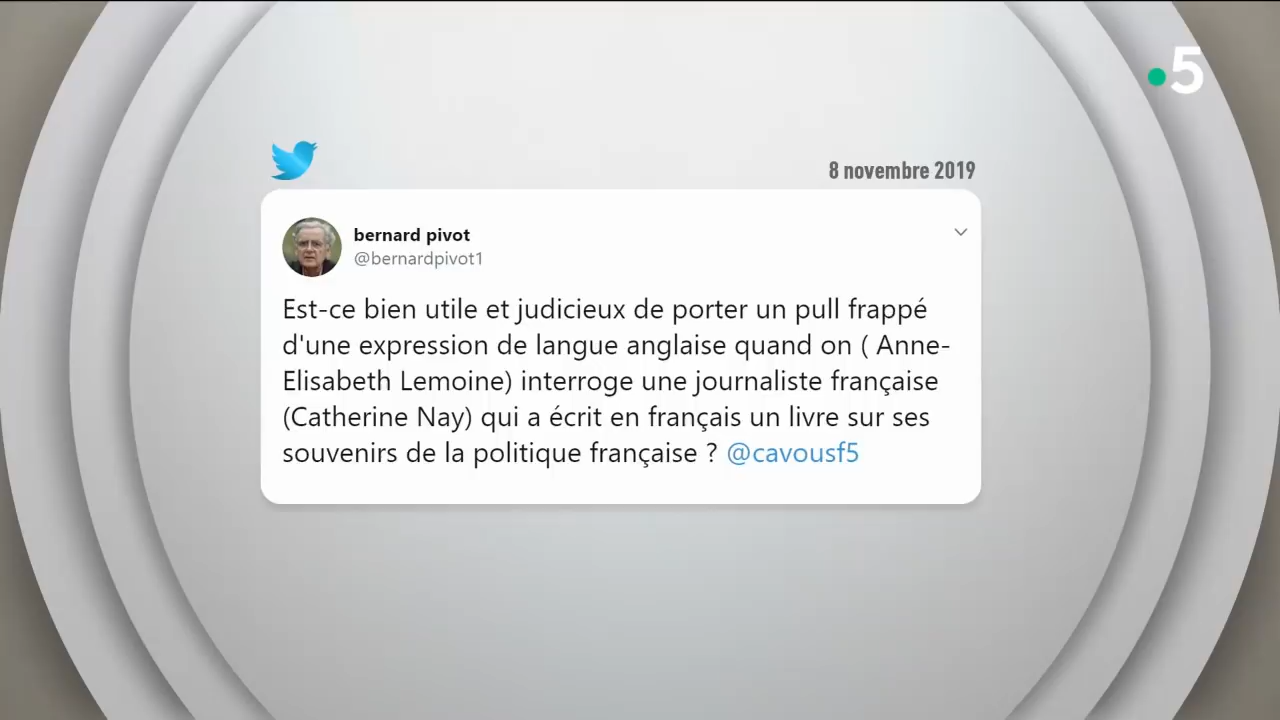 5
8 novembre 2019
bernard pivot
@bernardpivot1
Est-ce bien utile et judicieux de porter un pull frappé
d'une expression de langue anglaise quand on ( Anne-
Elisabeth Lemoine) interroge une journaliste française
(Catherine Nay) qui a écrit en français un livre sur ses
souvenirs de la politique française ? @cavousf5